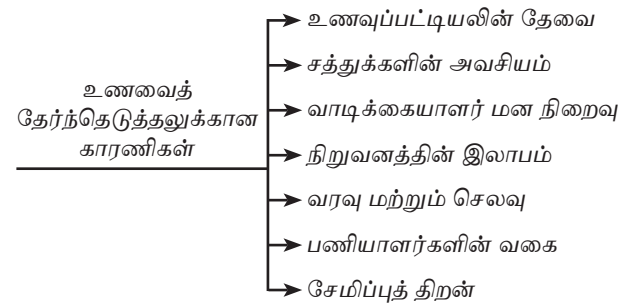 உணவைத்
தேர்ந்தெடுத்தலுக்கான
காரணிகள்
உணவுப்பட்டியலின் தேவை
சத்துக்களின் அவசியம்
வாடிக்கையாளர் மன நிறைவு
நிறுவனத்தின் இலாபம்
வரவு மற்றும் செலவு
பணியாளர்களின் வகை
சேமிப்புத் திறன்